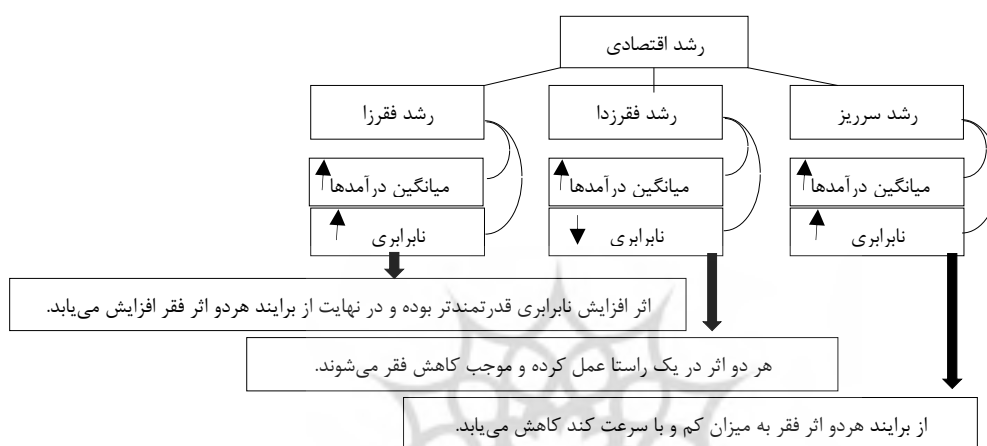 رشد اقتصادی
رشد سرریز
رشد فقرزدا
رشد فقرزا
میانگین درآمدها
میانگین درآمدها
میانگین درآمدها
نابرابری
نابرابری
نابرابری
اثر افزایش نابرابری قدرتمندتر بوده و در نهایت از برایند هردو اثر فقر افزایش می‌یابد.
هر دو اثر در یک راستا عمل کرده و موجب کاهش فقر می‌شوند.
از برایند هردو اثر فقر به میزان کم و با سرعت کند کاهش می‌یابد.